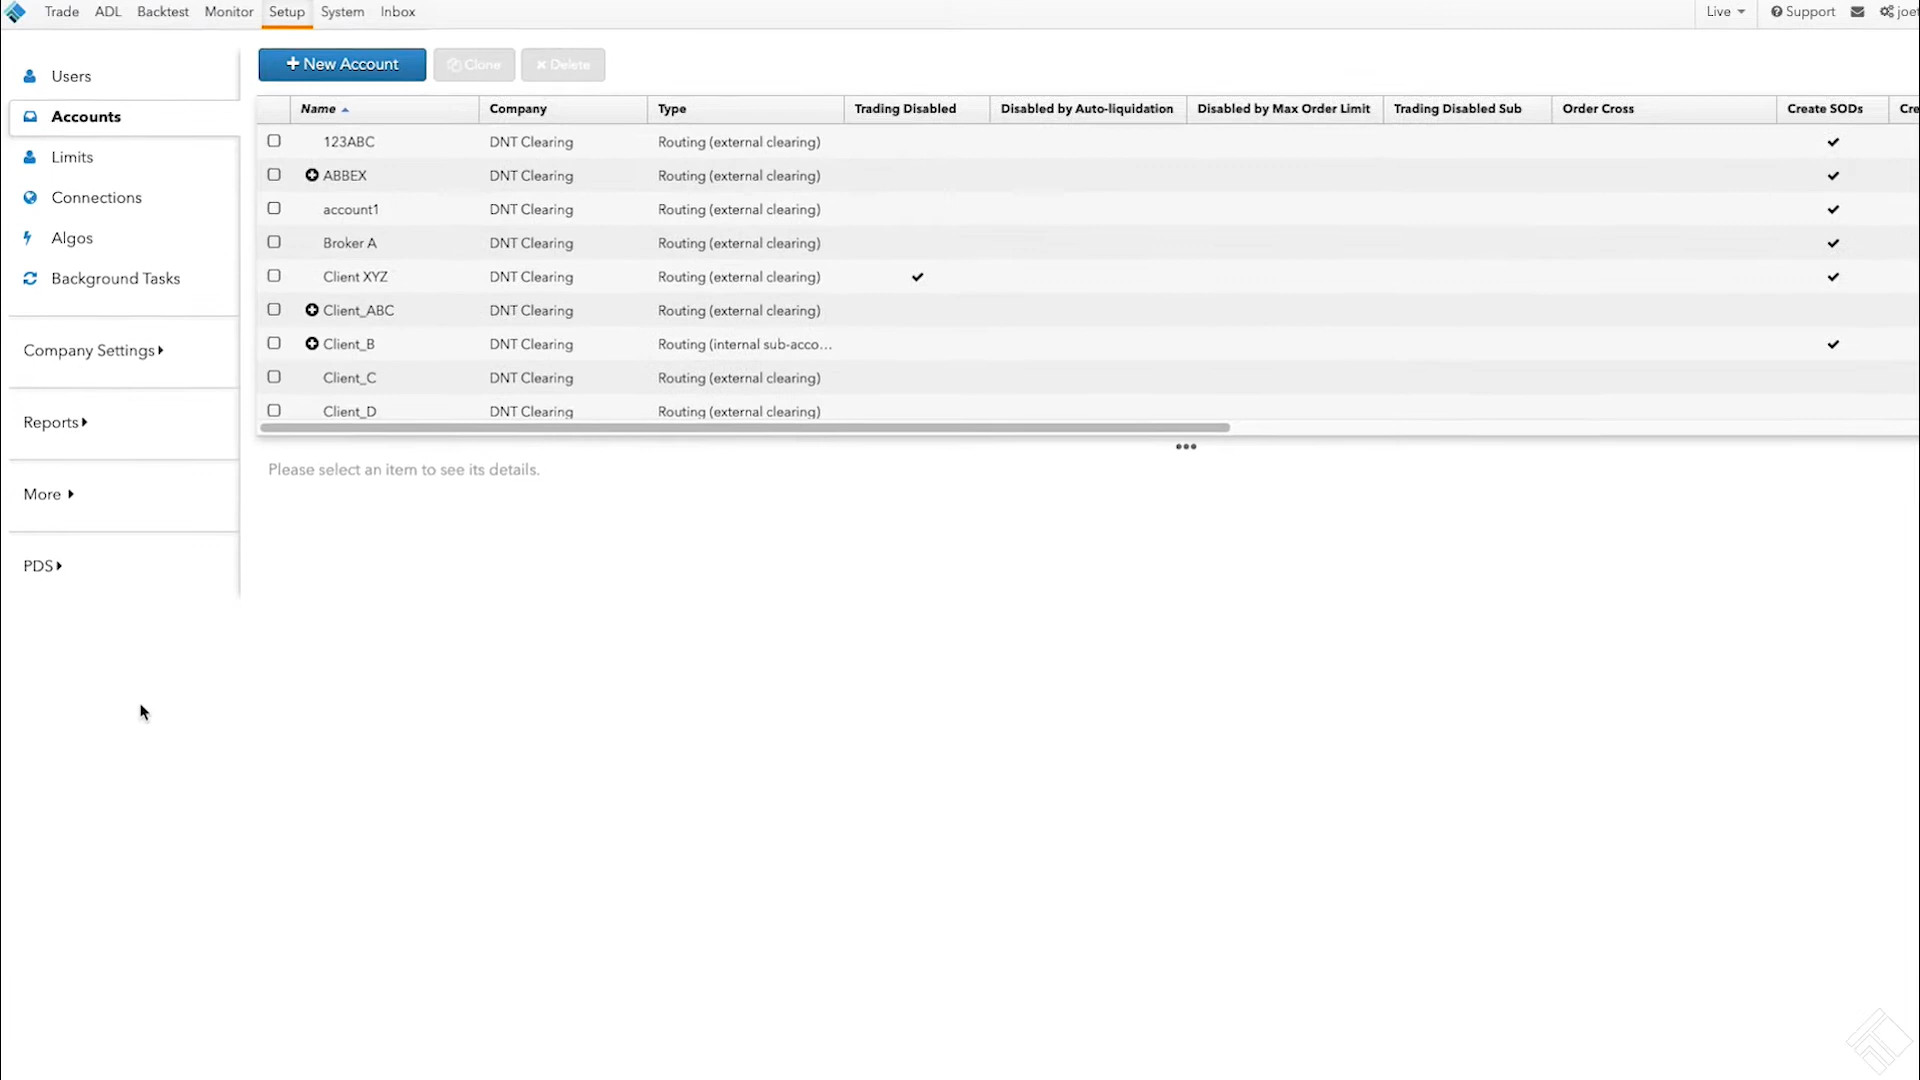 Trade ADL Backtest Monitor Setup System Inbox Live Support joet
Users
Accounts
Limits
Connections
Algos
Background Tasks
Company Settings
Reports
More
PDS
+ New Account Clone Delete
Name Company Type Trading Disabled Disabled by Auto-liquidation Disabled by Max Order Limit Trading Disabled Sub Order Cross Create SODs Cre
123ABC DNT Clearing Routing (external clearing)
ABBEX DNT Clearing Routing (external clearing)
account1 DNT Clearing Routing (external clearing)
Broker A DNT Clearing Routing (external clearing)
Client XYZ DNT Clearing Routing (external clearing)
Client_ABC DNT Clearing Routing (external clearing)
Client_B DNT Clearing Routing (internal sub-acco...
Client_C DNT Clearing Routing (external clearing)
Client_D DNT Clearing Routing (external clearing)
Please select an item to see its details.